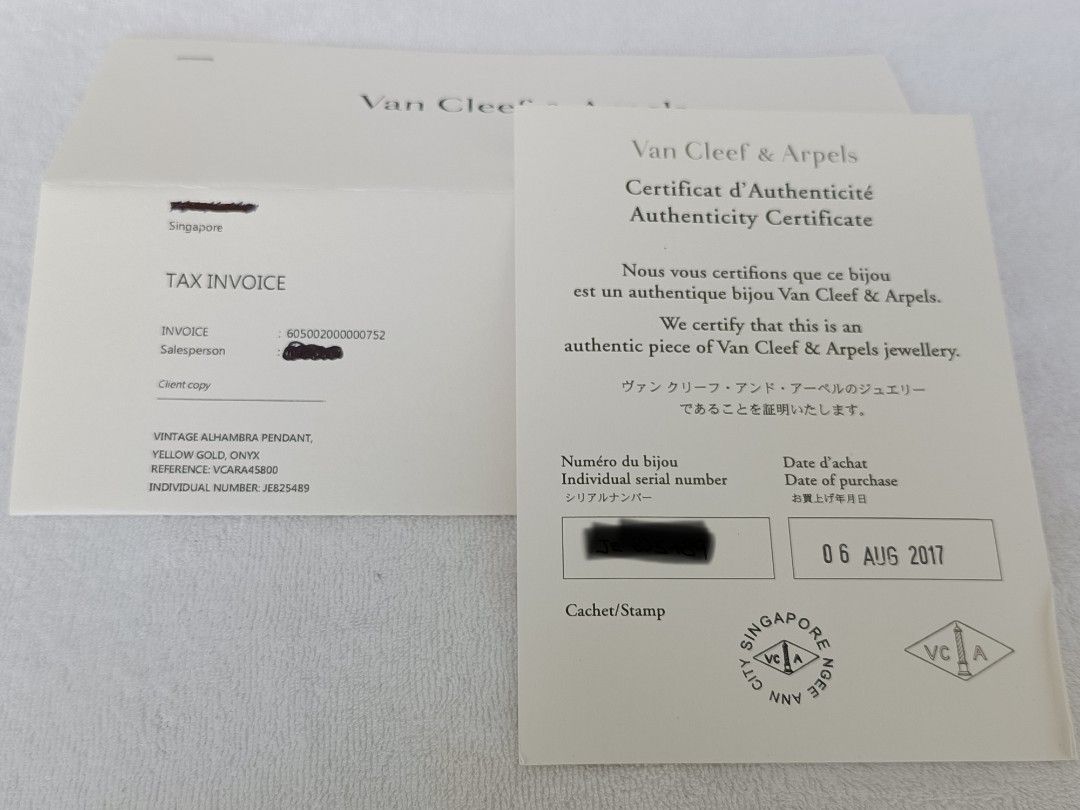 Van Clee
Singapore
TAX INVOICE
INVOICE : 605002000000752
Salesperson :
Client copy
VINTAGE ALHAMBRA PENDANT,
YELLOW GOLD, ONYX
REFERENCE: VCARA45800
INDIVIDUAL NUMBER: JE825489
Van Cleef & Arpels
Certificat d'Authenticité
Authenticity Certificate
Nous vous certifions que ce bijou
est un authentique bijou Van Cleef & Arpels.
We certify that this is an
authentic piece of Van Cleef & Arpels jewellery.
ヴァン クリーフ・アンド・アーペルのジュエリー
であることを証明いたします。
Numéro du bijou
Individual serial number
シリアルナンバー
Date d'achat
Date of purchase
お買上げ年月日
06 AUG 2017
Cachet/Stamp
SINGAPORE NGEE ANN CITY
VC A
VC A